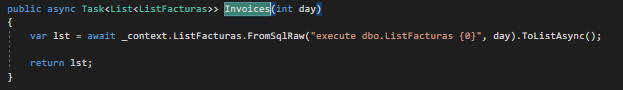 public async Task<List<ListFacturas>> Invoices(int day)
{
var lst = await _context.ListFacturas.FromSqlRaw("execute dbo.ListFacturas {0}", day).ToListAsync();
return lst;
}